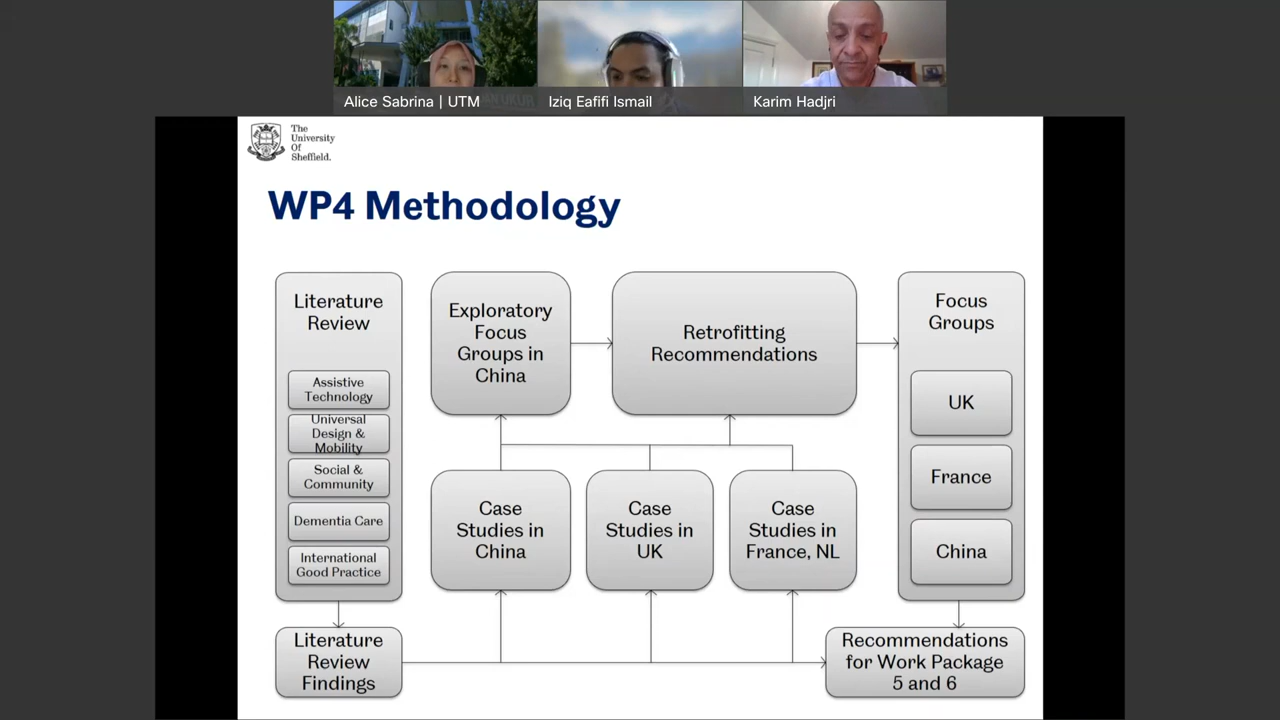 Alice Sabrina | UTM
Iziq Eafifi Ismail
Karim Hadjri
The
University
Of
Sheffield.
WP4 Methodology
Literature
Review
Assistive
Technology
Universal
Design &
Mobility
Social &
Community
Dementia Care
International
Good Practice
Literature
Review
Findings
Exploratory
Focus
Groups in
China
Retrofitting
Recommendations
Case
Studies in
China
Case
Studies in
UK
Case
Studies in
France, NL
Focus
Groups
UK
France
China
Recommendations
for Work Package
5 and 6